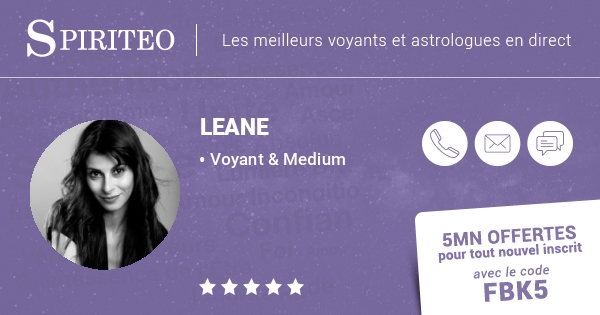 SPIRITEO
Les meilleurs voyants et astrologues en direct
LEANE
• Voyant & Medium
5MN OFFERTES
pour tout nouvel inscrit
avec le code
FBK5